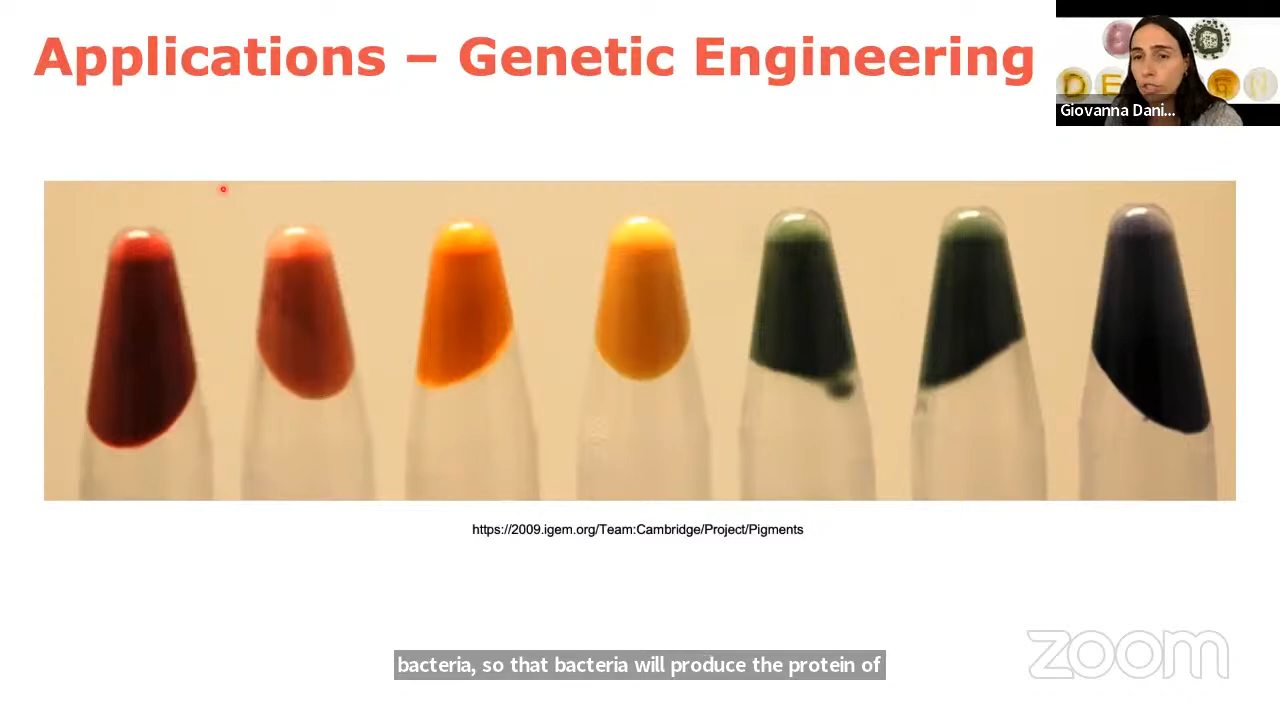 Applications – Genetic Engineering
Giovanna Dani...
https://2009.igem.org/Team:Cambridge/Project/Pigments
bacteria, so that bacteria will produce the protein of
zoom